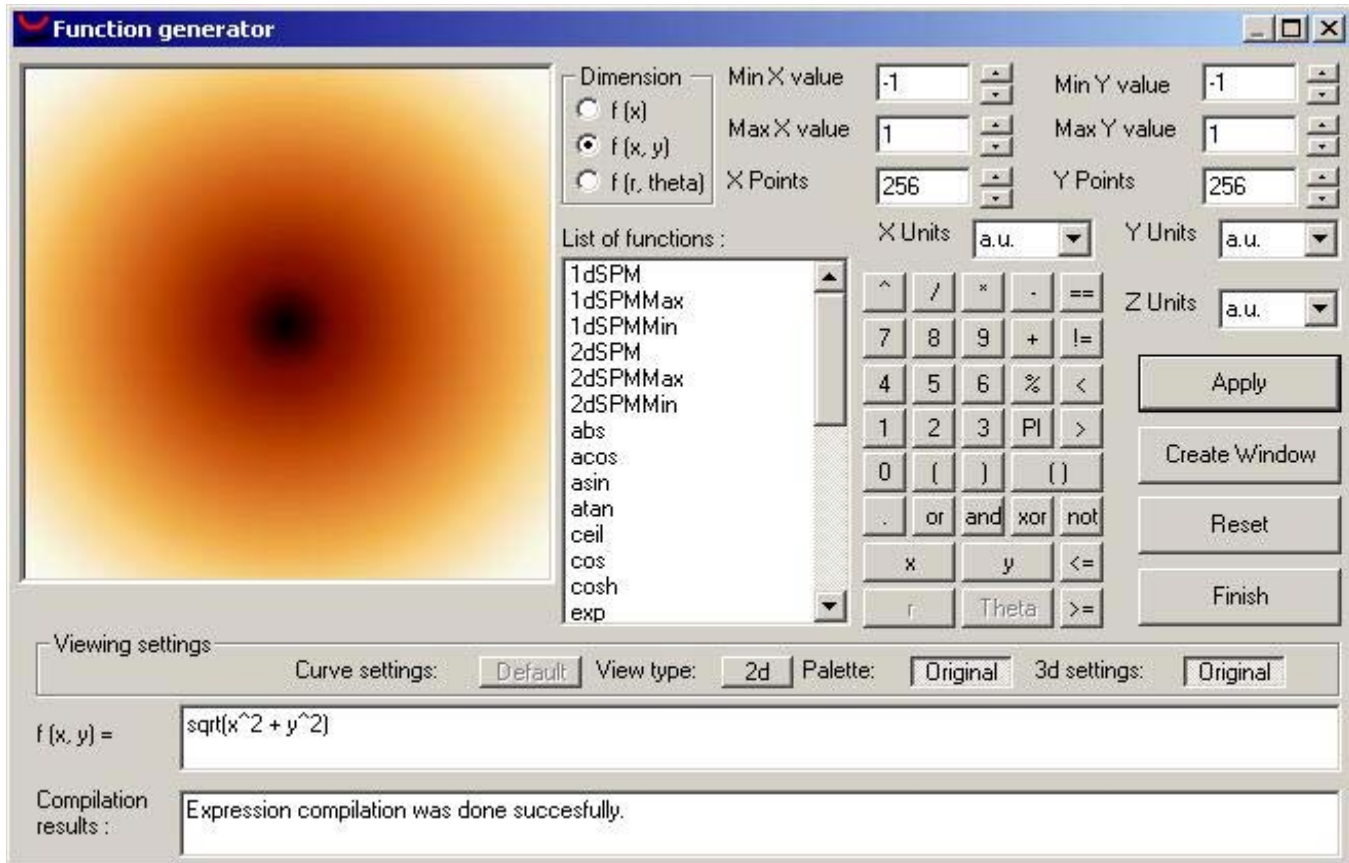 Function generator
Dimension
f (x)
f (x, y)
f (r, theta)
Min X value
-1
Max X value
1
X Points
256
Min Y value
-1
Max Y value
1
Y Points
256
X Units
a.u.
Y Units
a.u.
Z Units
a.u.
List of functions :
1dSPM
1dSPMMax
1dSPMMin
2dSPM
2dSPMMax
2dSPMMin
abs
acos
asin
atan
ceil
cos
cosh
exp
^ / * - ==
7 8 9 + !=
4 5 6 % <
1 2 3 PI >
0 ( ) ( )
. or and xor not
x y <=
r Theta >=
Apply
Create Window
Reset
Finish
Viewing settings
Curve settings: Default View type: 2d Palette: Original 3d settings: Original
f (x, y) =
sqrt(x^2 + y^2)
Compilation
results :
Expression compilation was done succesfully.